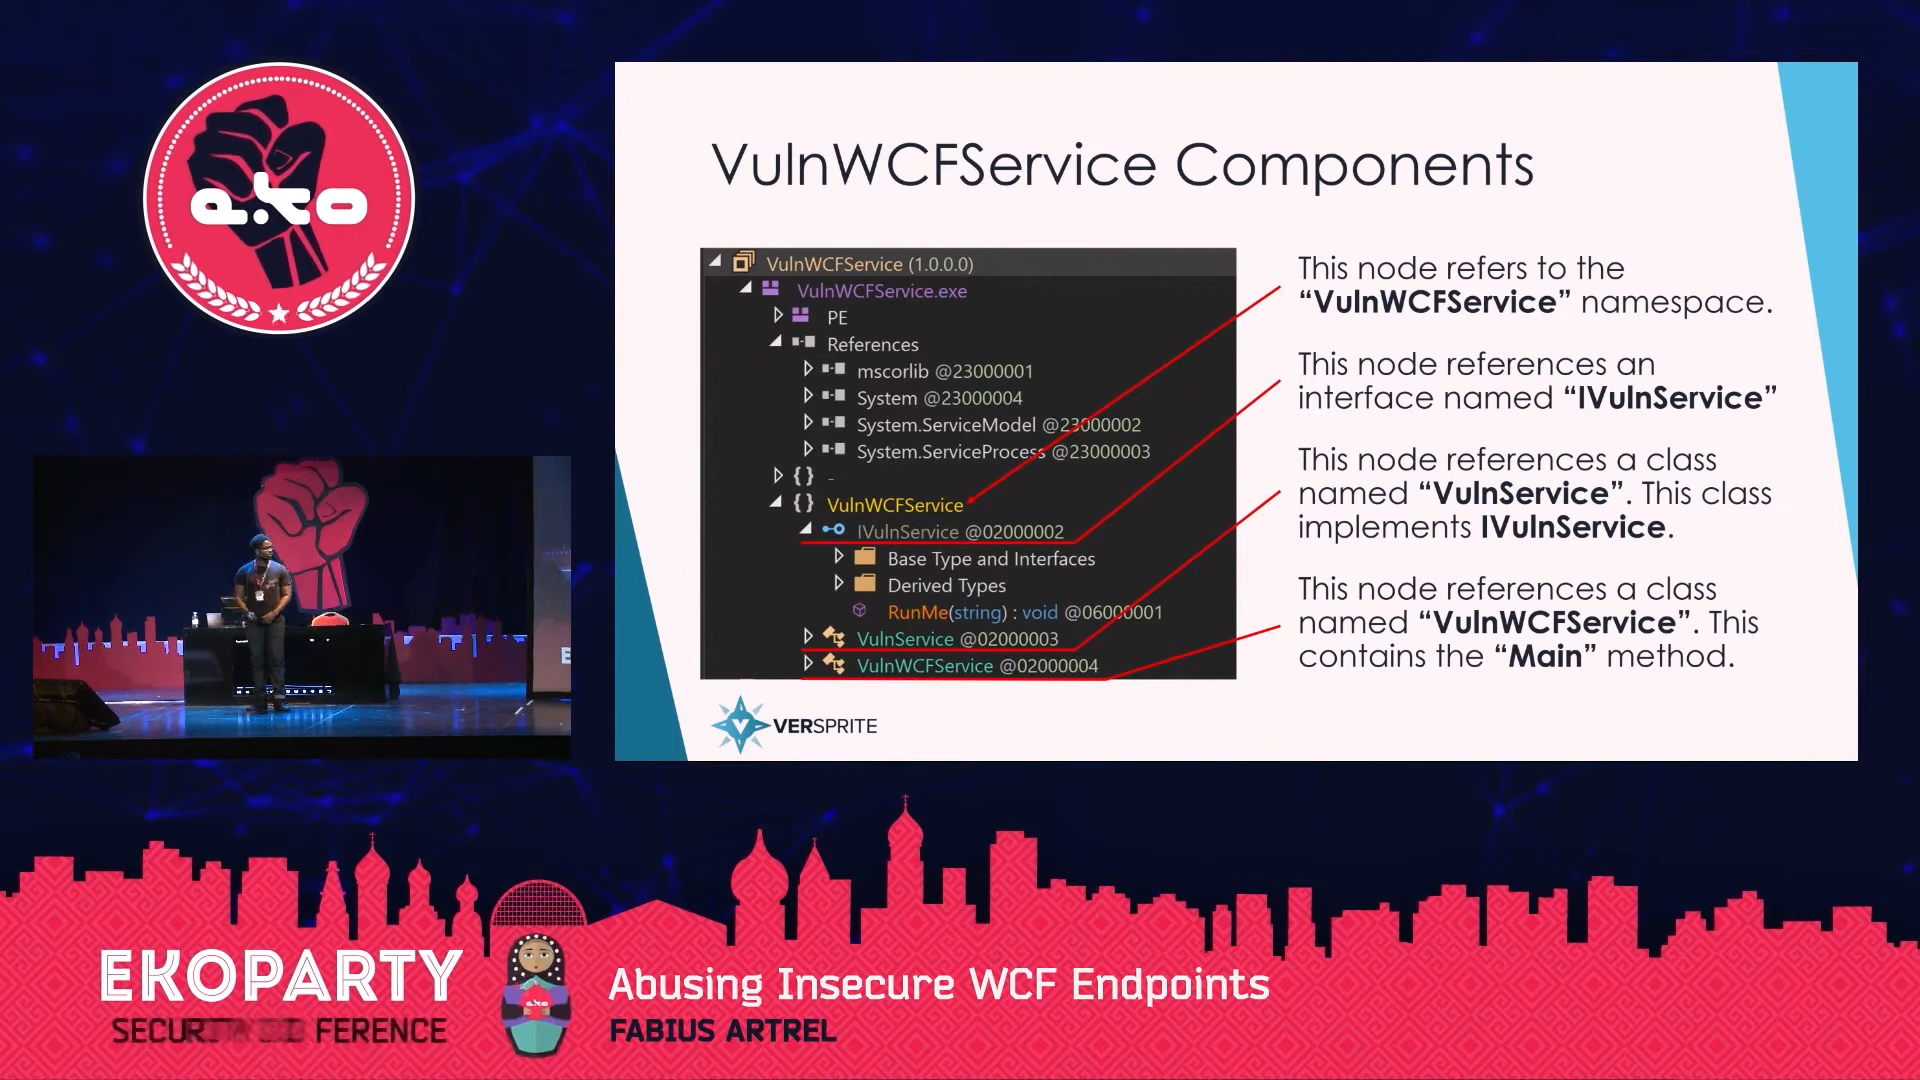 eko
VulnWCFService Components
VulnWCFService (1.0.0.0)
VulnWCFService.exe
PE
References
mscorlib @23000001
System @23000004
System.ServiceModel @23000002
System.ServiceProcess @23000003
{ } -
{ } VulnWCFService
IVulnService @02000002
Base Type and Interfaces
Derived Types
RunMe(string) : void @06000001
VulnService @02000003
VulnWCFService @02000004
This node refers to the
“VulnWCFService” namespace.
This node references an
interface named “IVulnService”
This node references a class
named “VulnService”. This class
implements IVulnService.
This node references a class
named “VulnWCFService”. This
contains the “Main” method.
V VERSPRITE
EKOPARTY
FERENCE
eko
Abusing Insecure WCF Endpoints
FABIUS ARTREL